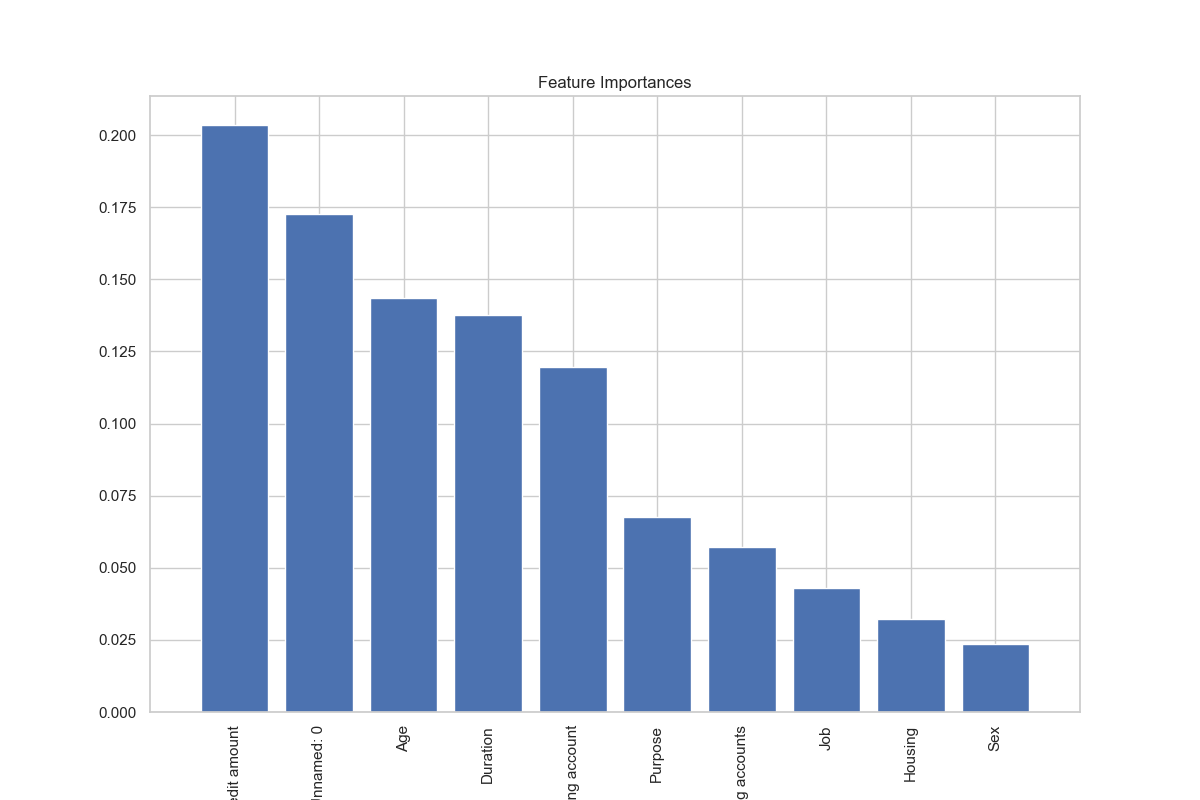 Feature Importances
0.200
0.175
0.150
0.125
0.100
0.075
0.050
0.025
0.000
edit amount
Unnamed: 0
Age
Duration
ng account
Purpose
g accounts
Job
Housing
Sex